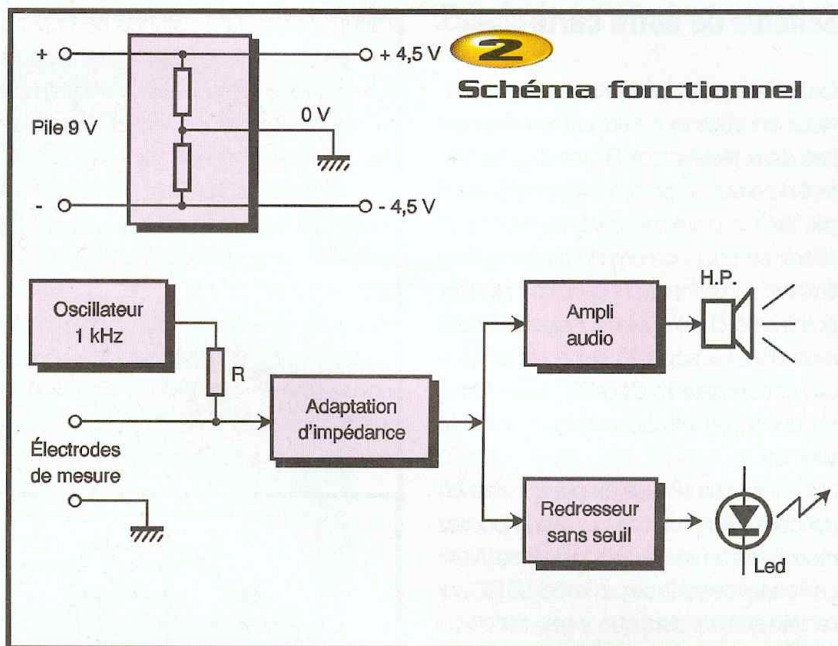 2
Schéma fonctionnel
+
+ 4,5 V
Pile 9 V
0 V
-
- 4,5 V
Oscillateur
1 kHz
R
Électrodes
de mesure
Adaptation
d'impédance
Ampli
audio
H.P.
Redresseur
sans seuil
Led